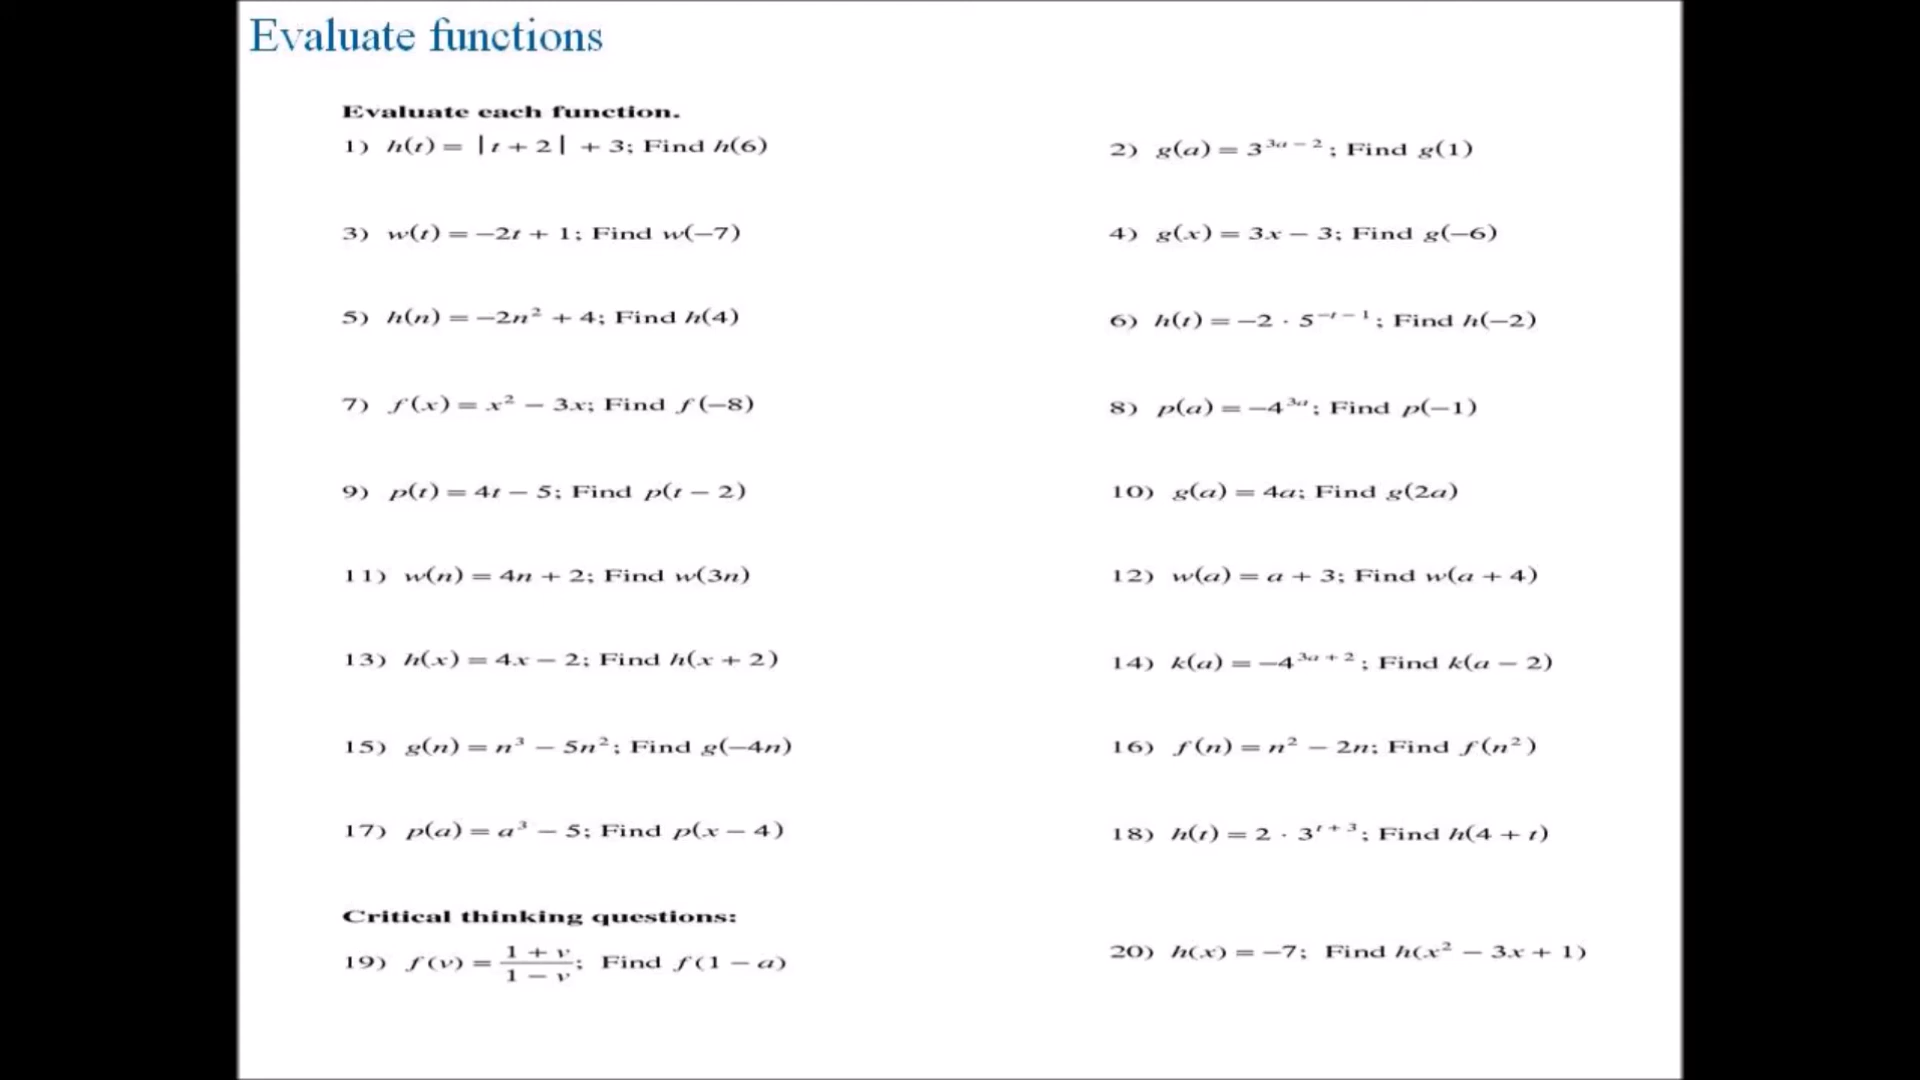 Evaluate functions
Evaluate each function.
1) h(t) = |t + 2| + 3; Find h(6)
2) g(a) = 3^(3a − 2); Find g(1)
3) w(t) = −2t + 1; Find w(−7)
4) g(x) = 3x − 3; Find g(−6)
5) h(n) = −2n² + 4; Find h(4)
6) h(t) = −2 · 5^(−t − 1); Find h(−2)
7) f(x) = x² − 3x; Find f(−8)
8) p(a) = −4^(3a); Find p(−1)
9) p(t) = 4t − 5; Find p(t − 2)
10) g(a) = 4a; Find g(2a)
11) w(n) = 4n + 2; Find w(3n)
12) w(a) = a + 3; Find w(a + 4)
13) h(x) = 4x − 2; Find h(x + 2)
14) k(a) = −4^(3a + 2); Find k(a − 2)
15) g(n) = n³ − 5n²; Find g(−4n)
16) f(n) = n² − 2n; Find f(n²)
17) p(a) = a³ − 5; Find p(x − 4)
18) h(t) = 2 · 3^(t + 3); Find h(4 + t)
Critical thinking questions:
19) f(v) = (1 + v)/(1 − v); Find f(1 − a)
20) h(x) = −7; Find h(x² − 3x + 1)